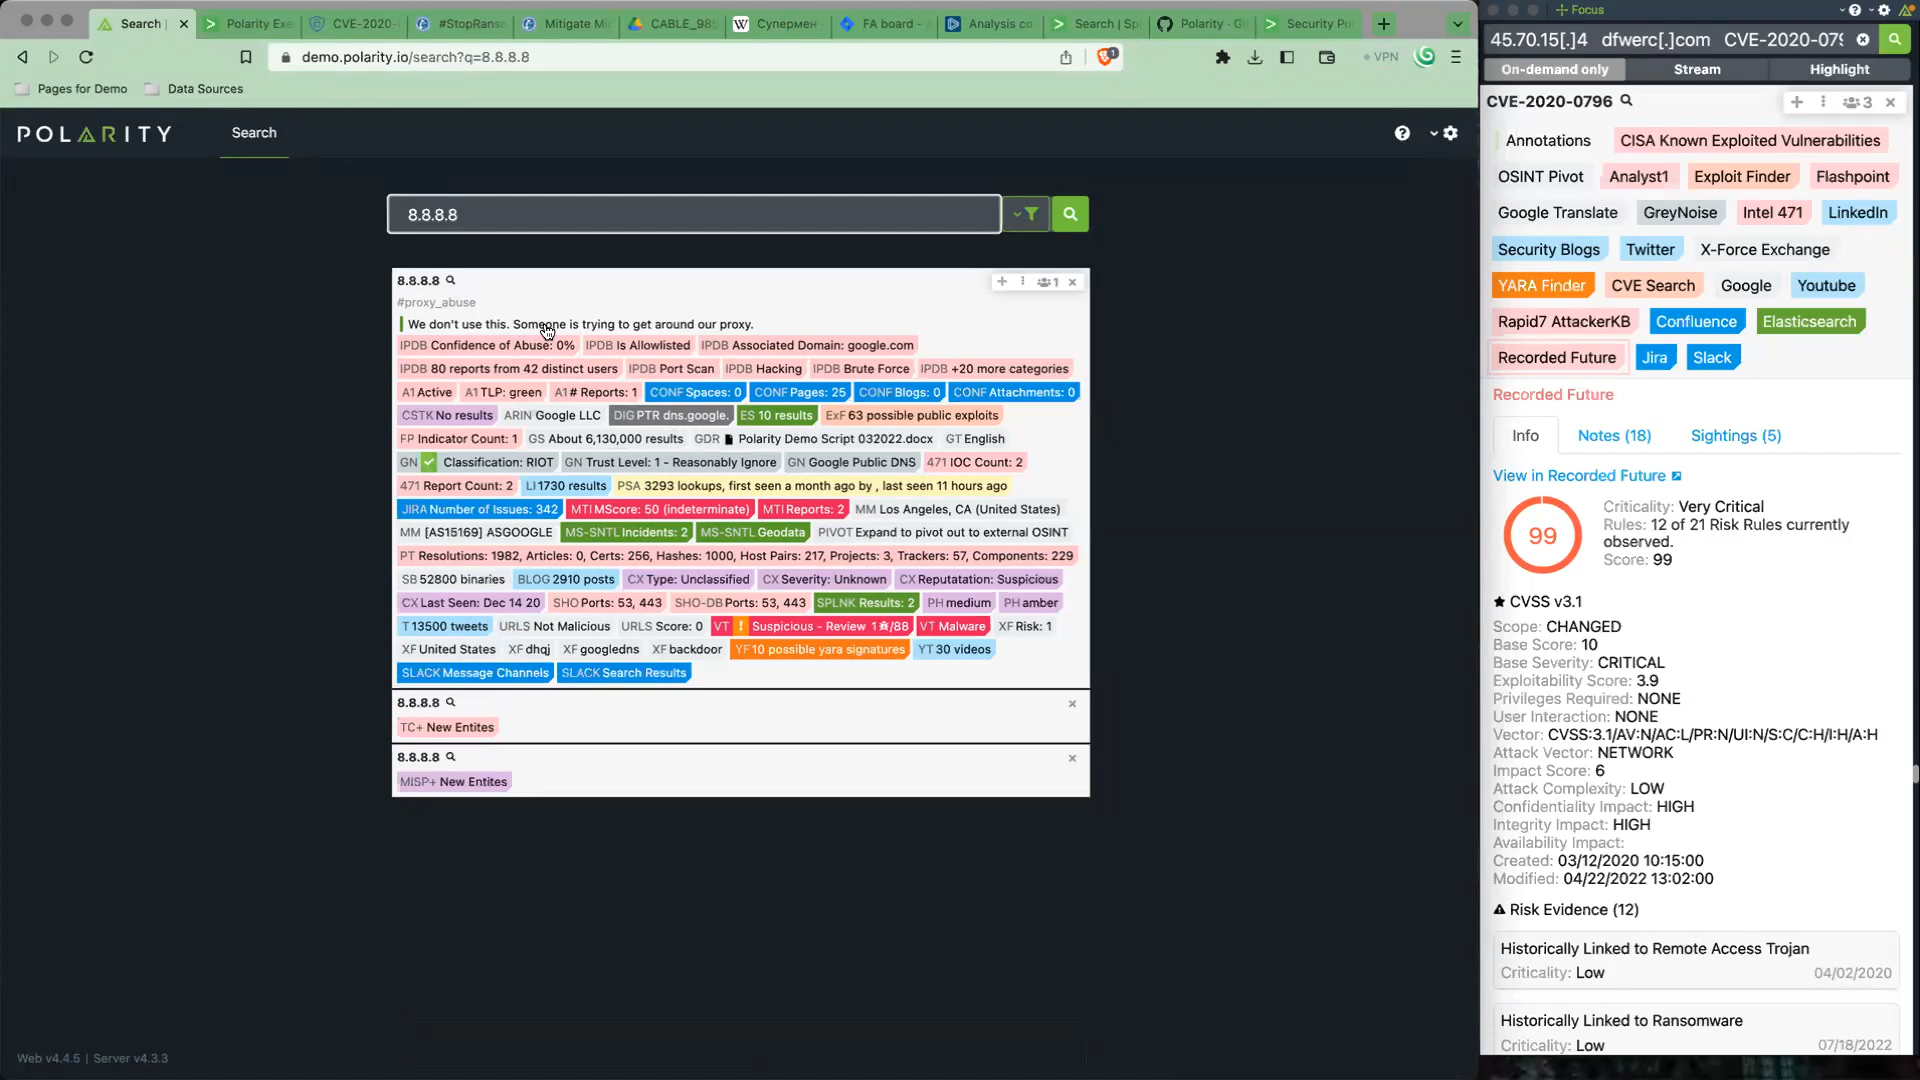 Search |
Polarity Exe
CVE-2020-
#StopRans
Mitigate Mi
CABLE_98
Супермен
FA board -
Analysis co
Search | Sp
Polarity - G
Security Po
demo.polarity.io/search?q=8.8.8.8
1
VPN
Pages for Demo
Data Sources
POLARITY
Search
8.8.8.8
8.8.8.8
1
#proxy_abuse
We don't use this. Someone is trying to get around our proxy.
IPDB Confidence of Abuse: 0% IPDB Is Allowlisted IPDB Associated Domain: google.com
IPDB 80 reports from 42 distinct users IPDB Port Scan IPDB Hacking IPDB Brute Force IPDB +20 more categories
A1 Active A1 TLP: green A1 # Reports: 1 CONF Spaces: 0 CONF Pages: 25 CONF Blogs: 0 CONF Attachments: 0
CSTK No results ARIN Google LLC DIG PTR dns.google. ES 10 results ExF 63 possible public exploits
FP Indicator Count: 1 GS About 6,130,000 results GDR Polarity Demo Script 032022.docx GT English
GN Classification: RIOT GN Trust Level: 1 - Reasonably Ignore GN Google Public DNS 471 IOC Count: 2
471 Report Count: 2 LI 1730 results PSA 3293 lookups, first seen a month ago by , last seen 11 hours ago
JIRA Number of Issues: 342 MTI MScore: 50 (indeterminate) MTI Reports: 2 MM Los Angeles, CA (United States)
MM [AS15169] ASGOOGLE MS-SNTL Incidents: 2 MS-SNTL Geodata PIVOT Expand to pivot out to external OSINT
PT Resolutions: 1982, Articles: 0, Certs: 256, Hashes: 1000, Host Pairs: 217, Projects: 3, Trackers: 57, Components: 229
SB 52800 binaries BLOG 2910 posts CX Type: Unclassified CX Severity: Unknown CX Reputatation: Suspicious
CX Last Seen: Dec 14 20 SHO Ports: 53, 443 SHO-DB Ports: 53, 443 SPLNK Results: 2 PH medium PH amber
T 13500 tweets URLS Not Malicious URLS Score: 0 VT Suspicious - Review 1 /88 VT Malware XF Risk: 1
XF United States XF dhqj XF googledns XF backdoor YF 10 possible yara signatures YT 30 videos
SLACK Message Channels SLACK Search Results
8.8.8.8
TC+ New Entites
8.8.8.8
MISP+ New Entites
Web v4.4.5 | Server v4.3.3
Focus
45.70.15[.]4 dfwerc[.]com CVE-2020-079
On-demand only Stream Highlight
CVE-2020-0796
3
Annotations CISA Known Exploited Vulnerabilities
OSINT Pivot Analyst1 Exploit Finder Flashpoint
Google Translate GreyNoise Intel 471 LinkedIn
Security Blogs Twitter X-Force Exchange
YARA Finder CVE Search Google Youtube
Rapid7 AttackerKB Confluence Elasticsearch
Recorded Future Jira Slack
Recorded Future
Info Notes (18) Sightings (5)
View in Recorded Future
99
Criticality: Very Critical
Rules: 12 of 21 Risk Rules currently
observed.
Score: 99
CVSS v3.1
Scope: CHANGED
Base Score: 10
Base Severity: CRITICAL
Exploitability Score: 3.9
Privileges Required: NONE
User Interaction: NONE
Vector: CVSS:3.1/AV:N/AC:L/PR:N/UI:N/S:C/C:H/I:H/A:H
Attack Vector: NETWORK
Impact Score: 6
Attack Complexity: LOW
Confidentiality Impact: HIGH
Integrity Impact: HIGH
Availability Impact:
Created: 03/12/2020 10:15:00
Modified: 04/22/2022 13:02:00
Risk Evidence (12)
Historically Linked to Remote Access Trojan
Criticality: Low 04/02/2020
Historically Linked to Ransomware
Criticality: Low 07/18/2022